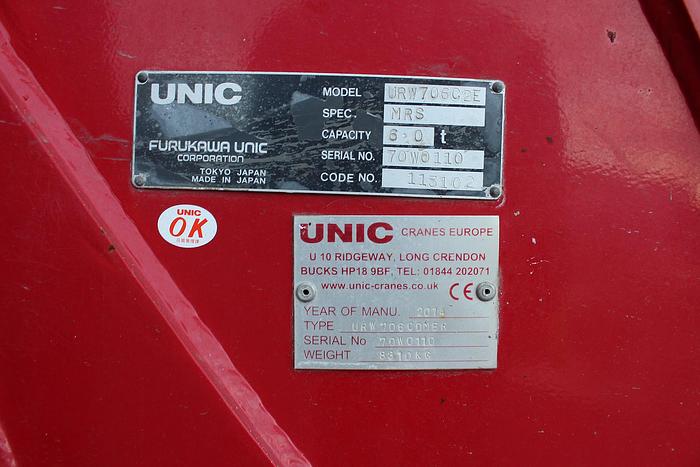 UNIC
MODEL URW706C2E
SPEC. MRS
CAPACITY 6.0 t
FURUKAWA UNIC
CORPORATION
SERIAL NO. 70W0110
TOKYO JAPAN
MADE IN JAPAN
CODE NO. 115102
UNIC
OK
UNIC CRANES EUROPE
U 10 RIDGEWAY, LONG CRENDON
BUCKS HP18 9BF, TEL: 01844 202071
www.unic-cranes.co.uk CE
YEAR OF MANU. 2014
TYPE
SERIAL No 70W0110
WEIGHT 8810KG